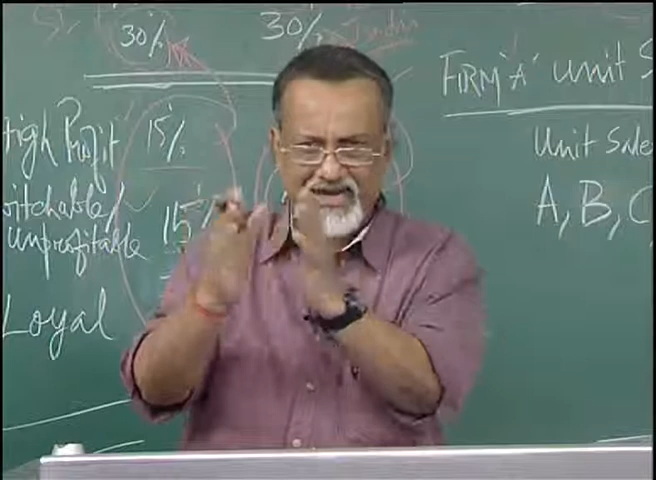 30% 30%
FIRM 'A' Unit
High Profit 15%
Unit Sale
Switchable/ 15%
Unprofitable
A, B, C
Loyal